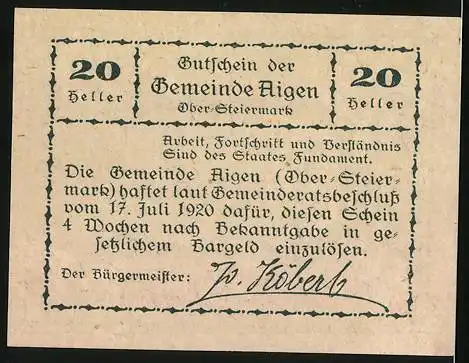 20 Heller
Gutschein der
Gemeinde Aigen
Ober-Steiermark
20 Heller
Arbeit, Fortschritt und Verständnis
Sind des Staates Fundament.
Die Gemeinde Aigen (Ober-Steier-
mark) haftet laut Gemeinderatsbeschluß
vom 17. Juli 1920 dafür, diesen Schein
4 Wochen nach Bekanntgabe in ge-
setzlichem Bargeld einzulösen.
Der Bürgermeister: